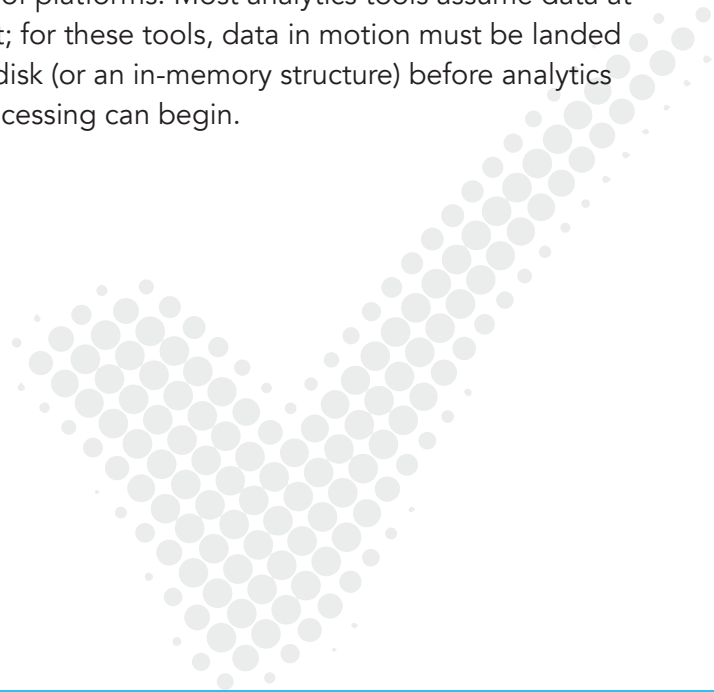 of platforms. Most analytics tools assume data at
t; for these tools, data in motion must be landed
disk (or an in-memory structure) before analytics
cessing can begin.